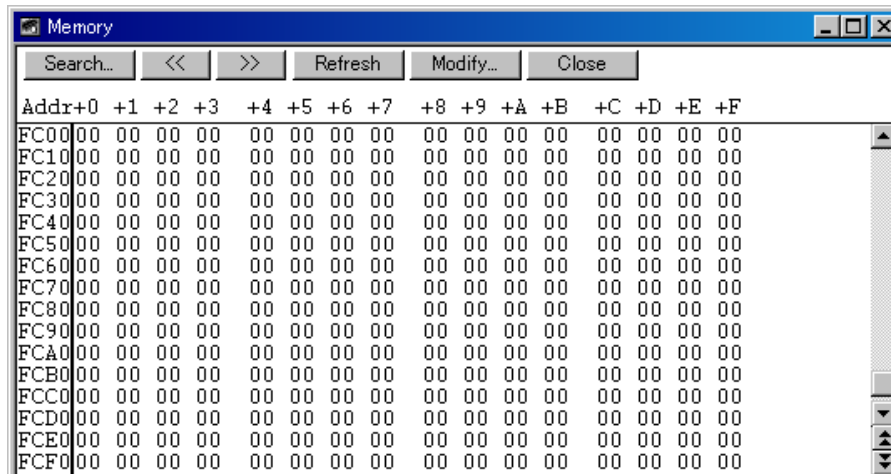 Memory
Search... << >> Refresh Modify... Close
Addr+0 +1 +2 +3 +4 +5 +6 +7 +8 +9 +A +B +C +D +E +F
FC00 00 00 00 00 00 00 00 00 00 00 00 00 00 00 00 00
FC10 00 00 00 00 00 00 00 00 00 00 00 00 00 00 00 00
FC20 00 00 00 00 00 00 00 00 00 00 00 00 00 00 00 00
FC30 00 00 00 00 00 00 00 00 00 00 00 00 00 00 00 00
FC40 00 00 00 00 00 00 00 00 00 00 00 00 00 00 00 00
FC50 00 00 00 00 00 00 00 00 00 00 00 00 00 00 00 00
FC60 00 00 00 00 00 00 00 00 00 00 00 00 00 00 00 00
FC70 00 00 00 00 00 00 00 00 00 00 00 00 00 00 00 00
FC80 00 00 00 00 00 00 00 00 00 00 00 00 00 00 00 00
FC90 00 00 00 00 00 00 00 00 00 00 00 00 00 00 00 00
FCA0 00 00 00 00 00 00 00 00 00 00 00 00 00 00 00 00
FCB0 00 00 00 00 00 00 00 00 00 00 00 00 00 00 00 00
FCC0 00 00 00 00 00 00 00 00 00 00 00 00 00 00 00 00
FCD0 00 00 00 00 00 00 00 00 00 00 00 00 00 00 00 00
FCE0 00 00 00 00 00 00 00 00 00 00 00 00 00 00 00 00
FCF0 00 00 00 00 00 00 00 00 00 00 00 00 00 00 00 00